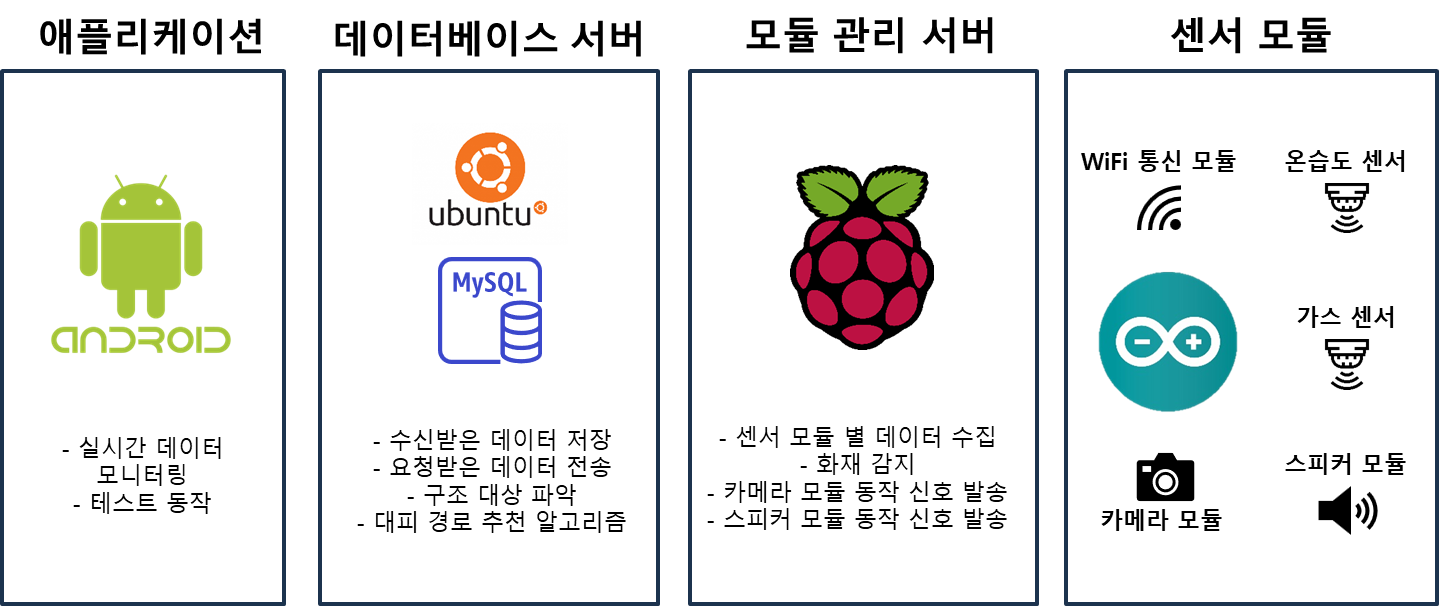 애플리케이션
ANDROID
- 실시간 데이터
모니터링
- 테스트 동작
데이터베이스 서버
ubuntu
MySQL
- 수신받은 데이터 저장
- 요청받은 데이터 전송
- 구조 대상 파악
- 대피 경로 추천 알고리즘
모듈 관리 서버
- 센서 모듈 별 데이터 수집
- 화재 감지
- 카메라 모듈 동작 신호 발송
- 스피커 모듈 동작 신호 발송
센서 모듈
WiFi 통신 모듈
온습도 센서
가스 센서
카메라 모듈
스피커 모듈